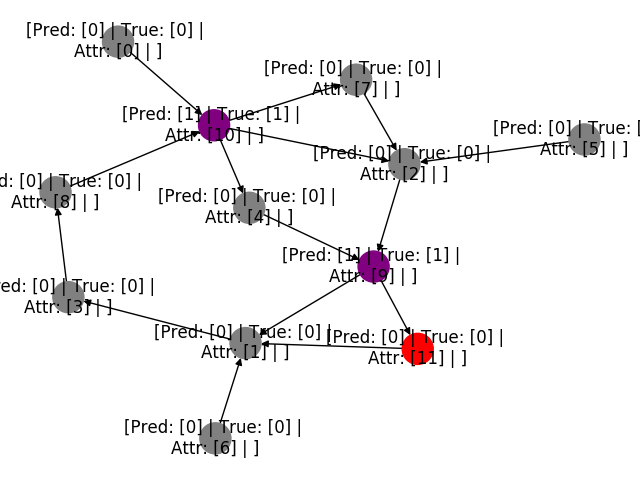 [Pred: [0] | True: [0] |
Attr: [0] | ]
[Pred: [0] | True: [0] |
Attr: [7] | ]
[Pred: [1] | True: [1] |
Attr: [10] | ]
[Pred: [0] | True: [
Attr: [5] | ]
[Pred: [0] | True: [0] |
Attr: [2] | ]
d: [0] | True: [0] |
Attr: [8] | ]
[Pred: [0] | True: [0] |
Attr: [4] | ]
[Pred: [1] | True: [1] |
Attr: [9] | ]
red: [0] | True: [0] |
Attr: [3] | ]
[Pred: [0] | True: [0] |
Attr: [1] | ]
[Pred: [0] | True: [0] |
Attr: [11] | ]
[Pred: [0] | True: [0] |
Attr: [6] | ]